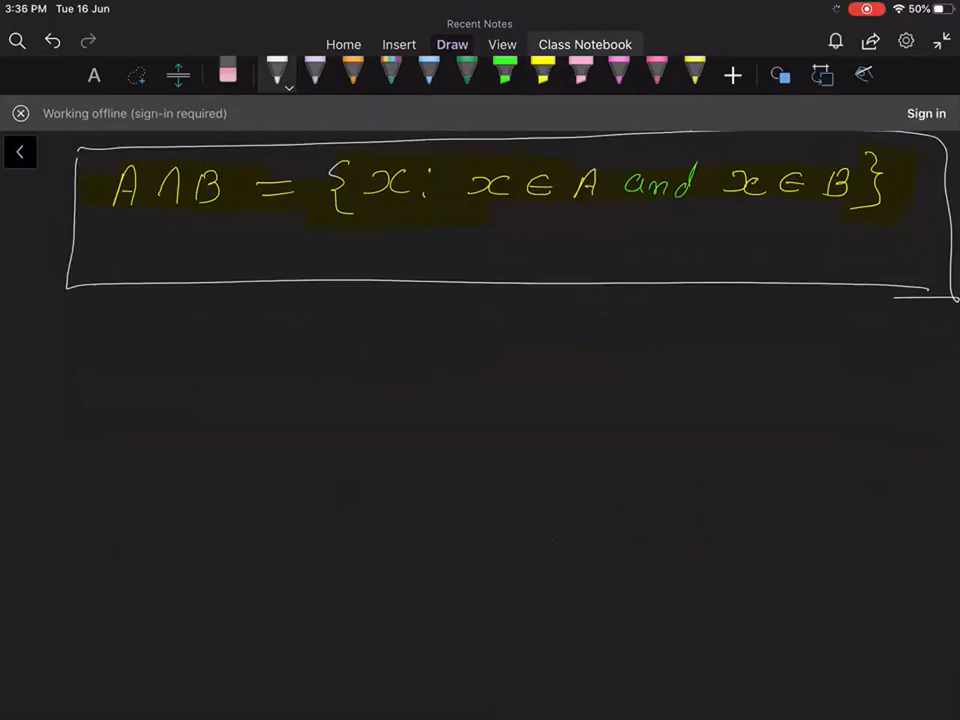 3:36 PM Tue 16 Jun 50%
Recent Notes
Home Insert Draw View Class Notebook
A
Working offline (sign-in required) Sign in
A∩B = {x: x∈A and x∈B}